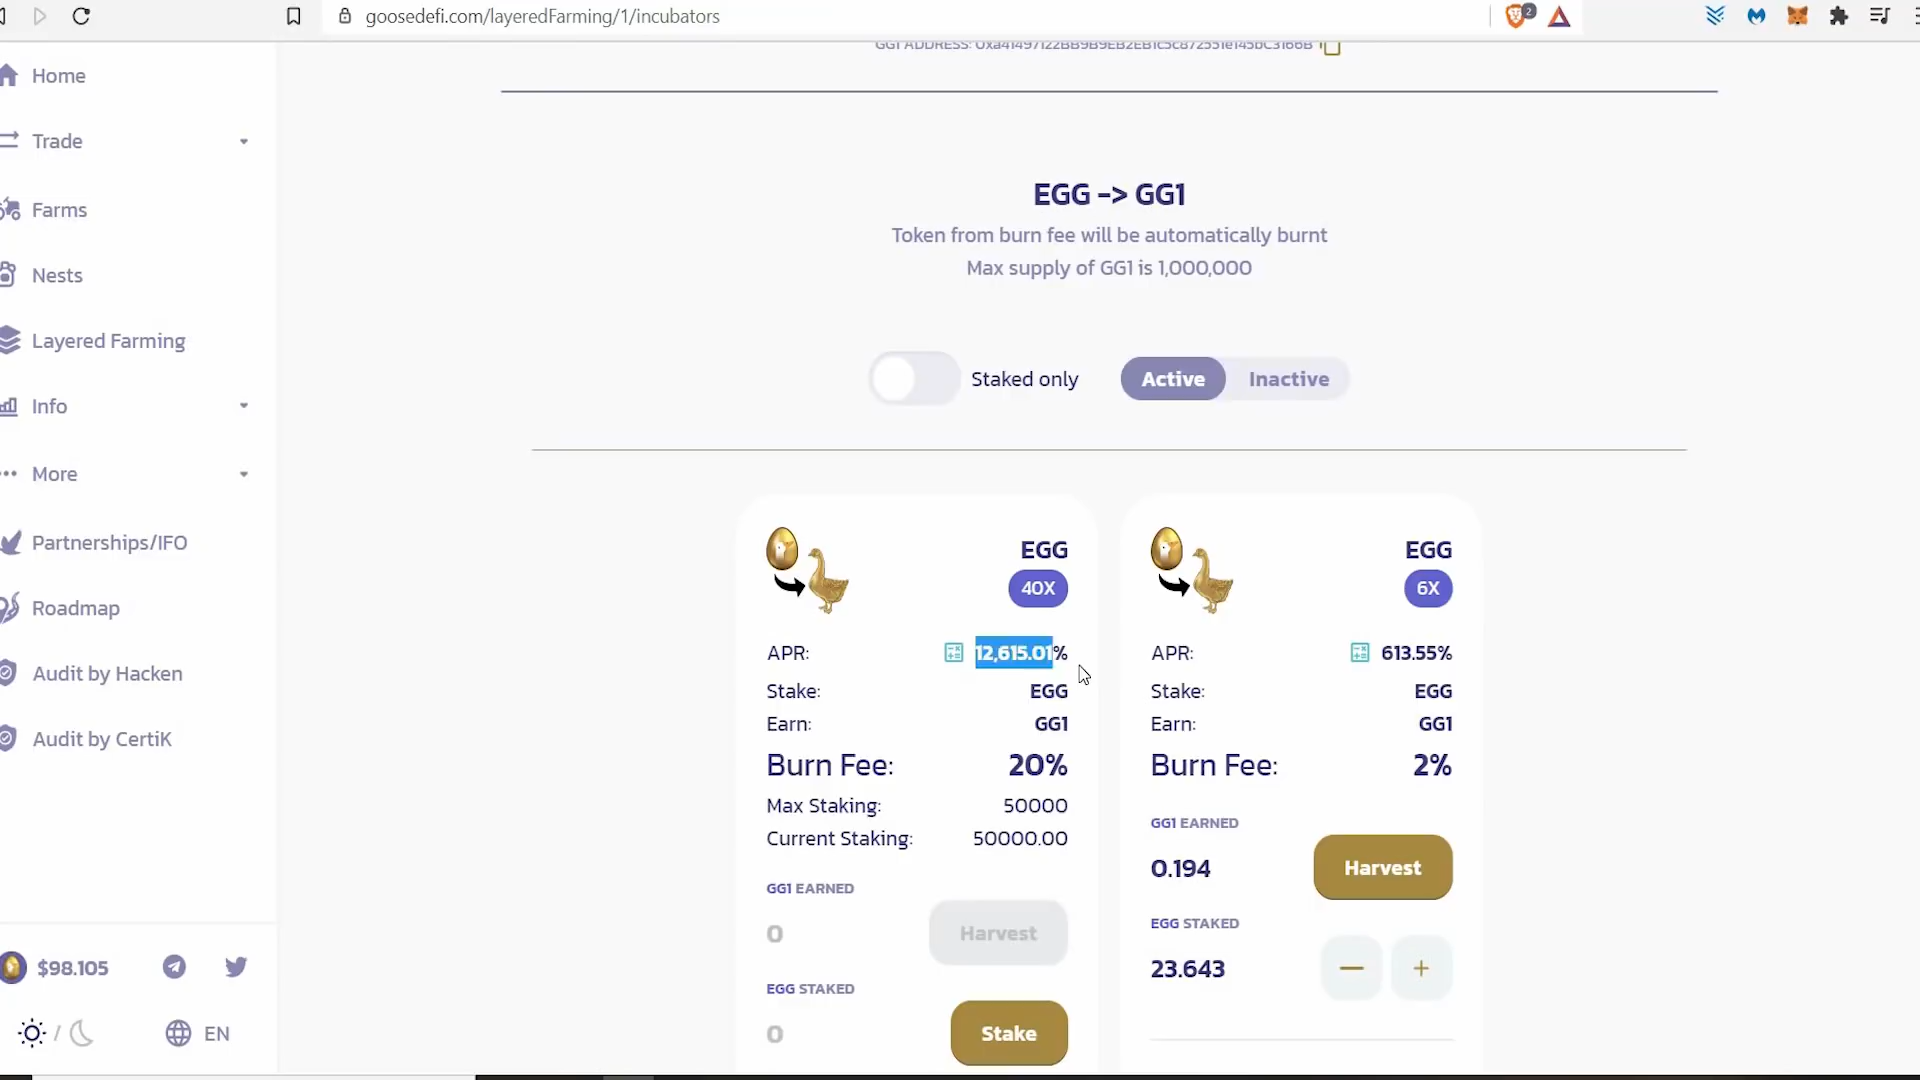 goosedefi.com/layeredFarming/1/incubators
2
Home
Trade
Farms
Nests
Layered Farming
Info
More
Partnerships/IFO
Roadmap
Audit by Hacken
Audit by CertiK
$98.105
/
EN
GG1 ADDRESS:
EGG -> GG1
Token from burn fee will be automatically burnt
Max supply of GG1 is 1,000,000
Staked only
Active
Inactive
EGG
40X
APR: 12,615.01%
Stake: EGG
Earn: GG1
Burn Fee: 20%
Max Staking: 50000
Current Staking: 50000.00
GG1 EARNED
0
Harvest
EGG STAKED
0
Stake
EGG
6X
APR: 613.55%
Stake: EGG
Earn: GG1
Burn Fee: 2%
GG1 EARNED
0.194
Harvest
EGG STAKED
23.643